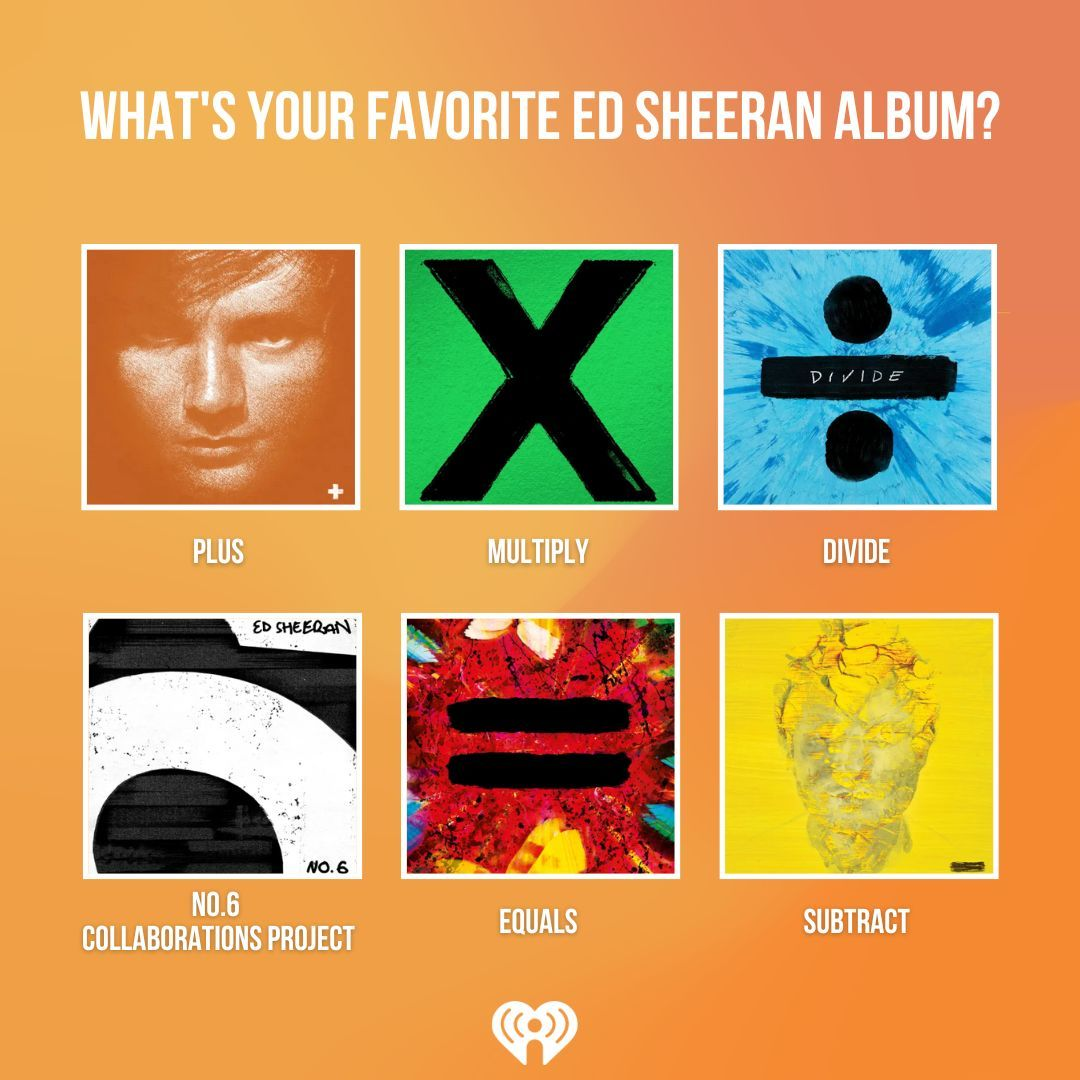 WHAT'S YOUR FAVORITE ED SHEERAN ALBUM?
+
X
DIVIDE
PLUS
MULTIPLY
DIVIDE
ED SHEERAN
NO.6
NO.6
COLLABORATIONS PROJECT
EQUALS
SUBTRACT